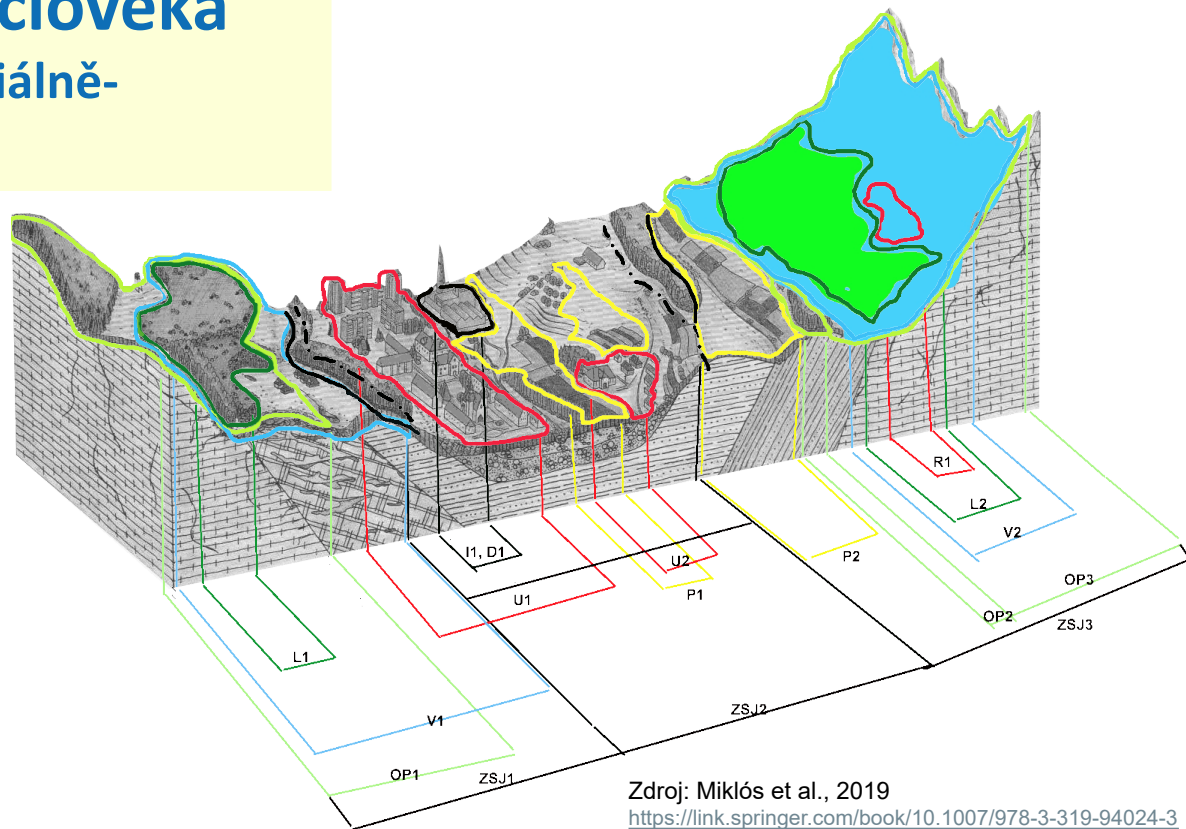 člověka
iálně-
R1
L2
V2
I1, D1
U2
P2
P1
U1
OP3
OP2
ZSJ3
L1
ZSJ2
V1
OP1
ZSJ1
Zdroj: Miklós et al., 2019
https://link.springer.com/book/10.1007/978-3-319-94024-3